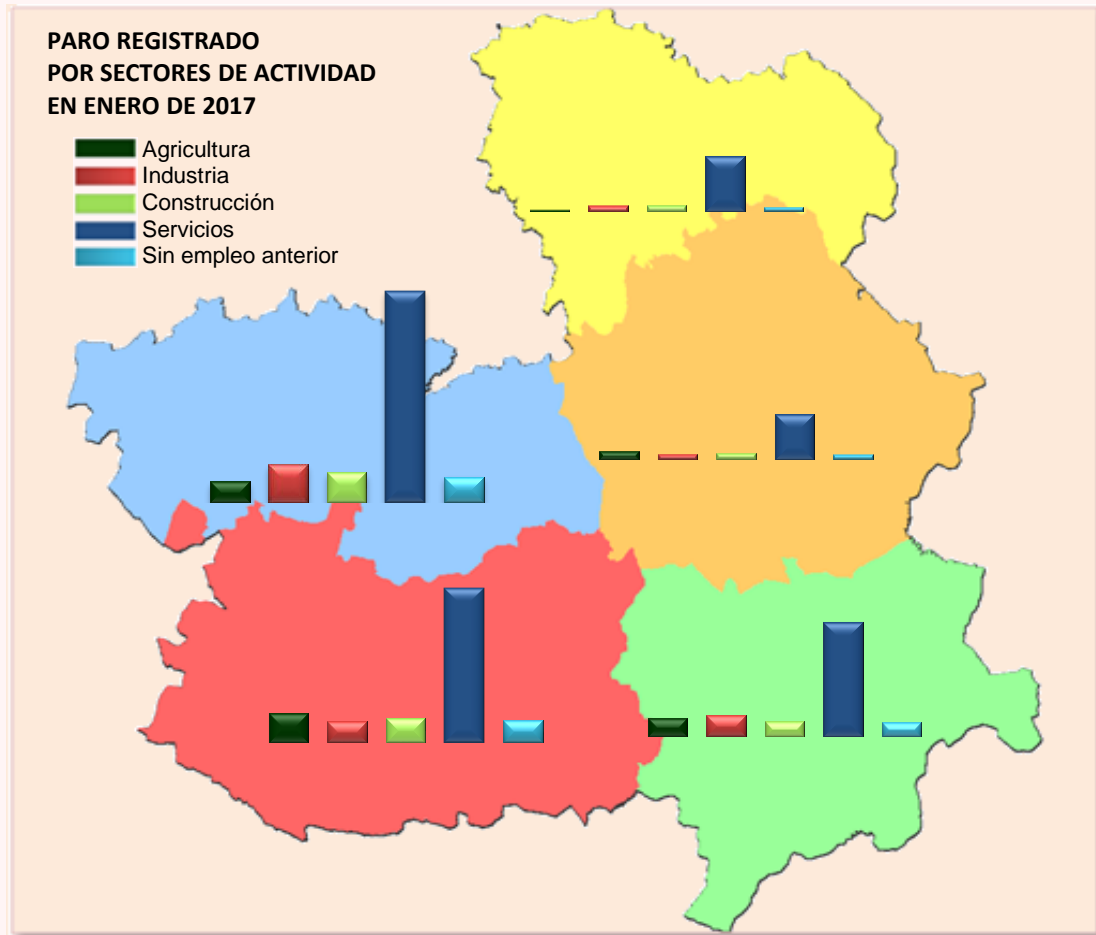 PARO REGISTRADO
POR SECTORES DE ACTIVIDAD
EN ENERO DE 2017
Agricultura
Industria
Construcción
Servicios
Sin empleo anterior